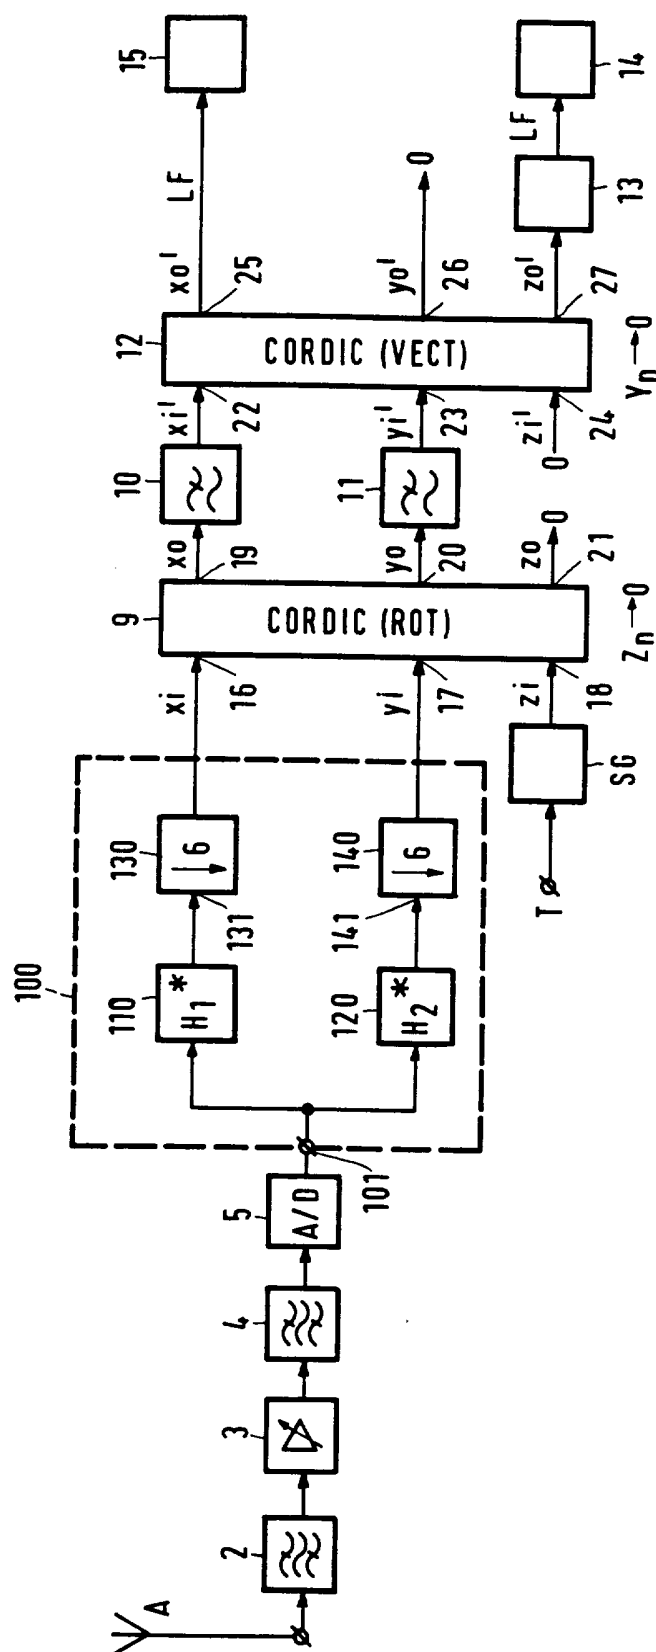 A
2
3
4
5
A/D
101
100
110
H1*
120
H2*
130
6
131
140
6
141
T
SG
xi
16
yi
17
zi
18
9
CORDIC (ROT)
Zn→0
xo
19
yo
20
zo
21
0
10
11
xi'
22
yi'
23
zi'
24
0
12
CORDIC (VECT)
Yn→0
xo'
25
yo'
26
zo'
27
LF
15
0
13
LF
14